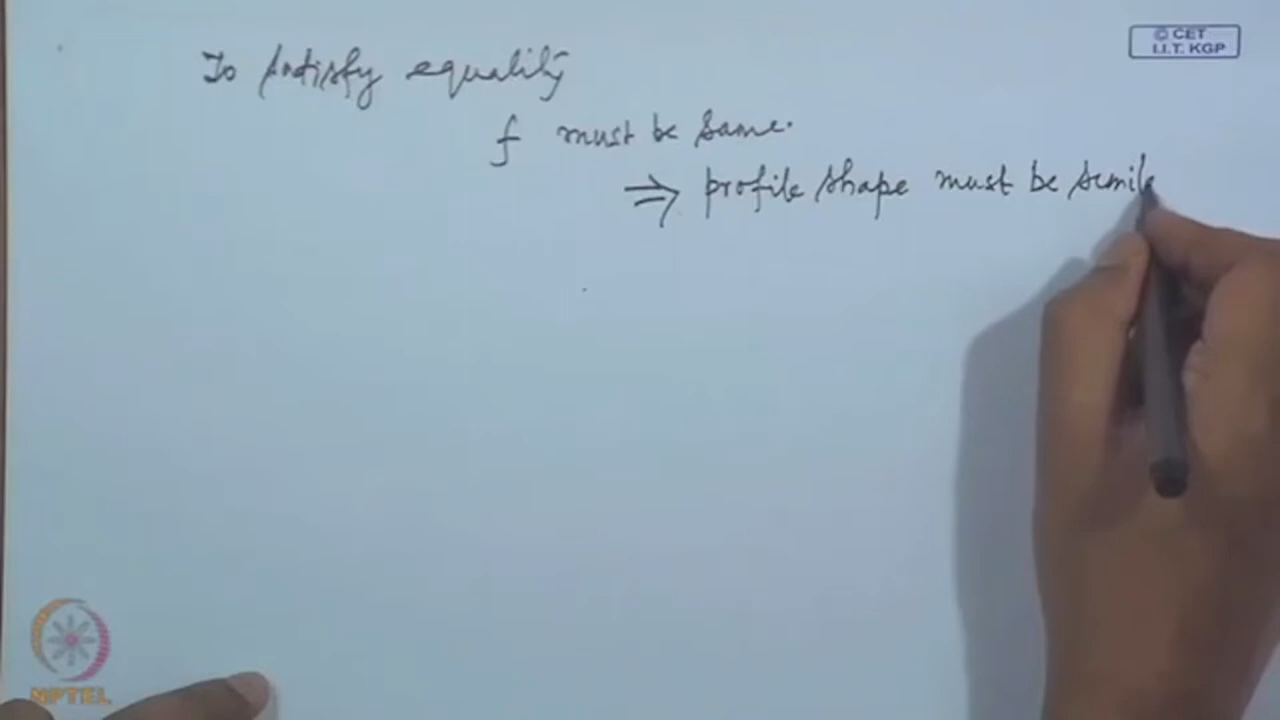 © CET
I.I.T. KGP
To satisfy equality
f must be same.
⇒ profile shape must be simila
NPTEL